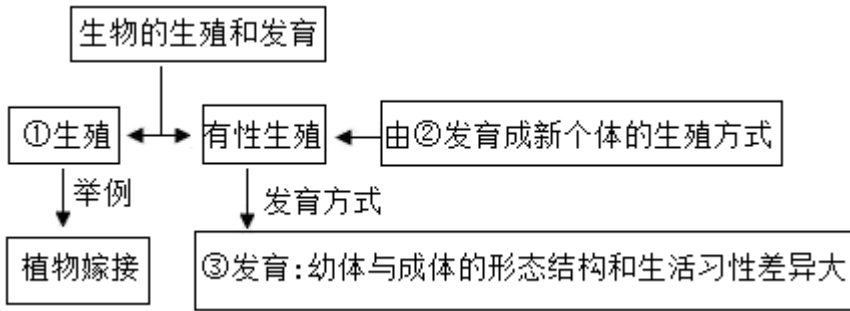 生物的生殖和发育
①生殖
有性生殖
由②发育成新个体的生殖方式
举例
发育方式
植物嫁接
③发育:幼体与成体的形态结构和生活习性差异大